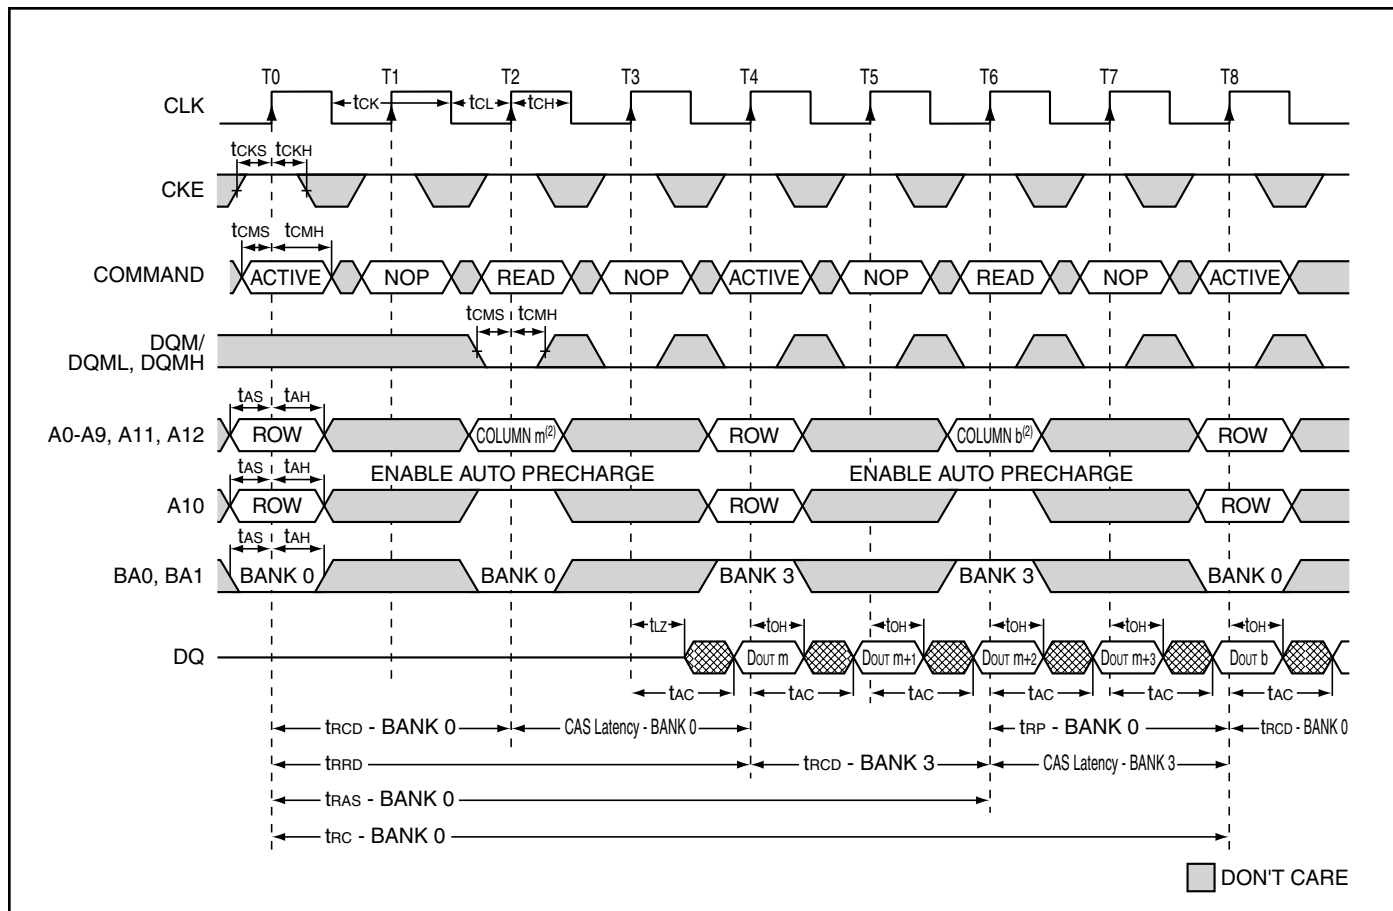 T0 T1 T2 T3 T4 T5 T6 T7 T8
CLK tCK tCL tCH
tCKS tCKH
CKE
tCMS tCMH
COMMAND ACTIVE NOP READ NOP ACTIVE NOP READ NOP ACTIVE
tCMS tCMH
DQM/
DQML, DQMH
tAS tAH
A0-A9, A11, A12 ROW COLUMN m(2) ROW COLUMN b(2) ROW
tAS tAH ENABLE AUTO PRECHARGE ENABLE AUTO PRECHARGE
A10 ROW ROW ROW
tAS tAH
BA0, BA1 BANK 0 BANK 0 BANK 3 BANK 3 BANK 0
tLZ tOH tOH tOH tOH tOH
DQ DOUT m DOUT m+1 DOUT m+2 DOUT m+3 DOUT b
tAC tAC tAC tAC tAC tAC
tRCD - BANK 0 CAS Latency - BANK 0 tRP - BANK 0 tRCD - BANK 0
tRRD tRCD - BANK 3 CAS Latency - BANK 3
tRAS - BANK 0
tRC - BANK 0
DON'T CARE